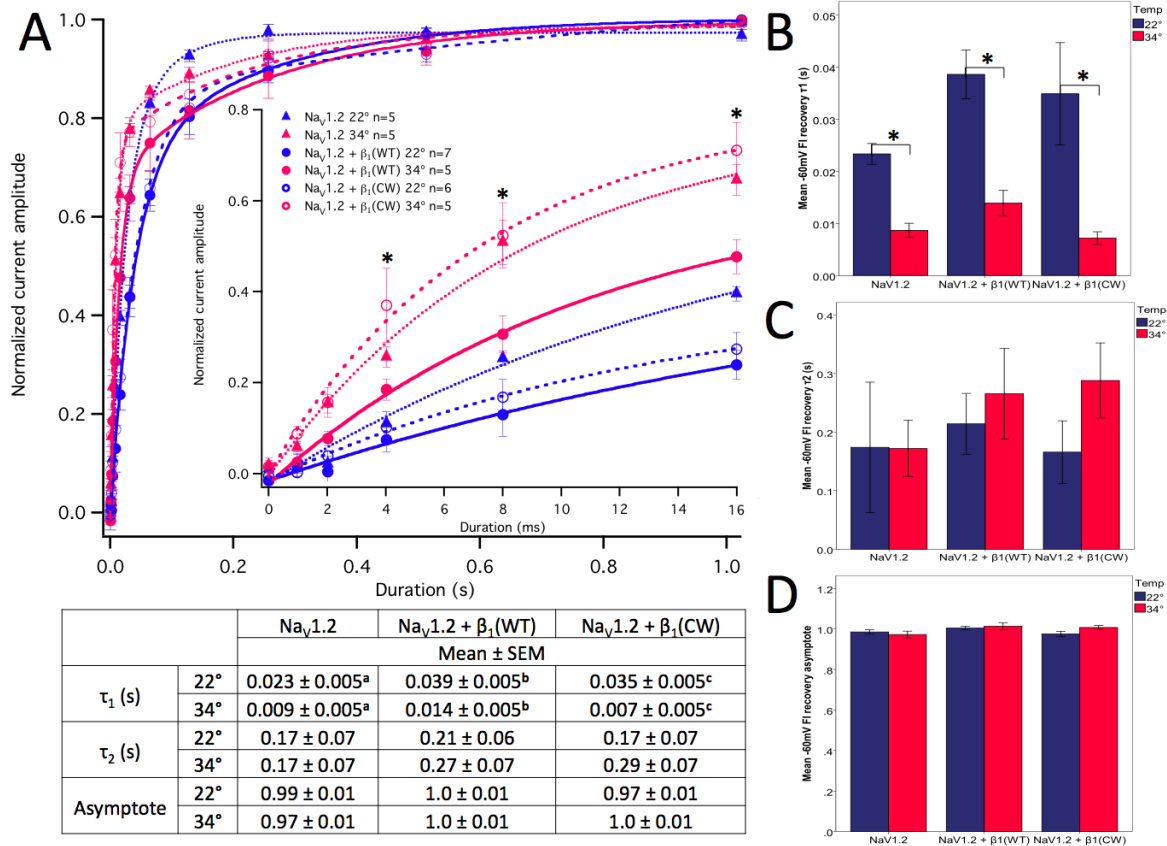 A
Normalized current amplitude
1.0
0.8
0.6
0.4
0.2
0.0
0.0
0.2
0.4
0.6
0.8
1.0
Duration (s)
Normalized current amplitude
0.8
0.6
0.4
0.2
0.0
0
2
4
6
8
10
12
14
16
Duration (ms)
NaV1.2 22° n=5
NaV1.2 34° n=5
NaV1.2 + β1(WT) 22° n=7
NaV1.2 + β1(WT) 34° n=5
NaV1.2 + β1(CW) 22° n=6
NaV1.2 + β1(CW) 34° n=5
*
*
*
NaV1.2 NaV1.2 + β1(WT) NaV1.2 + β1(CW)
Mean ± SEM
τ1 (s) 22° 0.023 ± 0.005a 0.039 ± 0.005b 0.035 ± 0.005c
34° 0.009 ± 0.005a 0.014 ± 0.005b 0.007 ± 0.005c
τ2 (s) 22° 0.17 ± 0.07 0.21 ± 0.06 0.17 ± 0.07
34° 0.17 ± 0.07 0.27 ± 0.07 0.29 ± 0.07
Asymptote 22° 0.99 ± 0.01 1.0 ± 0.01 0.97 ± 0.01
34° 0.97 ± 0.01 1.0 ± 0.01 1.0 ± 0.01
B
Mean -60mV FI recovery τ1 (s)
0.05
0.04
0.03
0.02
0.01
0.00
*
*
*
NaV1.2 NaV1.2 + β1(WT) NaV1.2 + β1(CW)
Temp
22°
34°
C
Mean -60mV FI recovery τ2 (s)
0.4
0.3
0.2
0.1
0.0
NaV1.2 NaV1.2 + β1(WT) NaV1.2 + β1(CW)
Temp
22°
34°
D
Mean -60mV FI recovery asymptote
1.2
1.0
.8
.6
.4
.2
.0
NaV1.2 NaV1.2 + β1(WT) NaV1.2 + β1(CW)
Temp
22°
34°